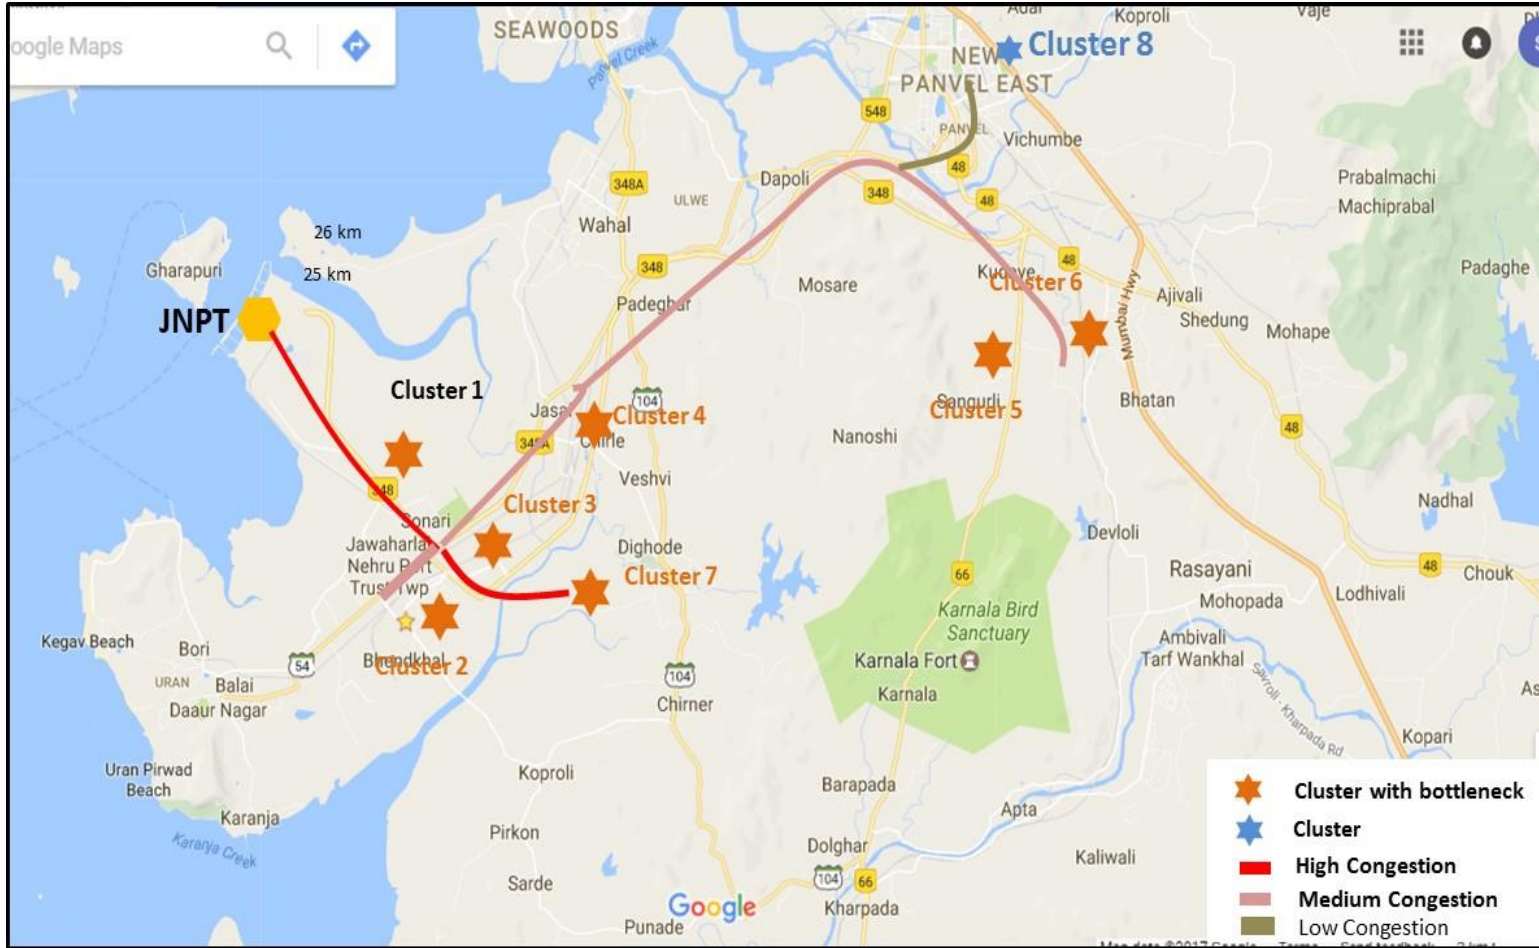 oogle Maps
SEAWOODS
Panvel Creek
Adai
Koproli
Vaje
Cluster 8
NEW
PANVEL EAST
548
PANVEL
Vichumbe
48
348A
Dapoli
348
48
ULWE
Prabalmachi
Machiprabal
Wahal
26 km
Gharapuri
25 km
348
48
Padaghe
Mosare
Cluster 6
Ajivali
JNPT
Padeghar
Shedung
Mohape
Mumbai Hwy
Cluster 1
104
Sangurli
Cluster 5
Bhatan
Jasai
Cluster 4
348A
Chirle
Nanoshi
48
Veshvi
348
Cluster 3
Nadhal
Sonari
Devloli
Jawaharlal
Nehru Port
Trust Twp
Dighode
Cluster 7
66
48
Chouk
Rasayani
Mohopada
Lodhivali
Karnala Bird
Sanctuary
Kegav Beach
Bori
54
Bhendkhal
Cluster 2
Ambivali
Tarf Wankhal
URAN
Balai
104
Karnala Fort
Karnala
Daaur Nagar
Chirner
Savroli - Kharpada Rd
Kopari
Uran Pirwad
Beach
Koproli
Barapada
Apta
Karanja
Karanja Creek
Pirkon
Dolghar
Kaliwali
Sarde
104
66
Google
Kharpada
Punade
Cluster with bottleneck
Cluster
High Congestion
Medium Congestion
Low Congestion